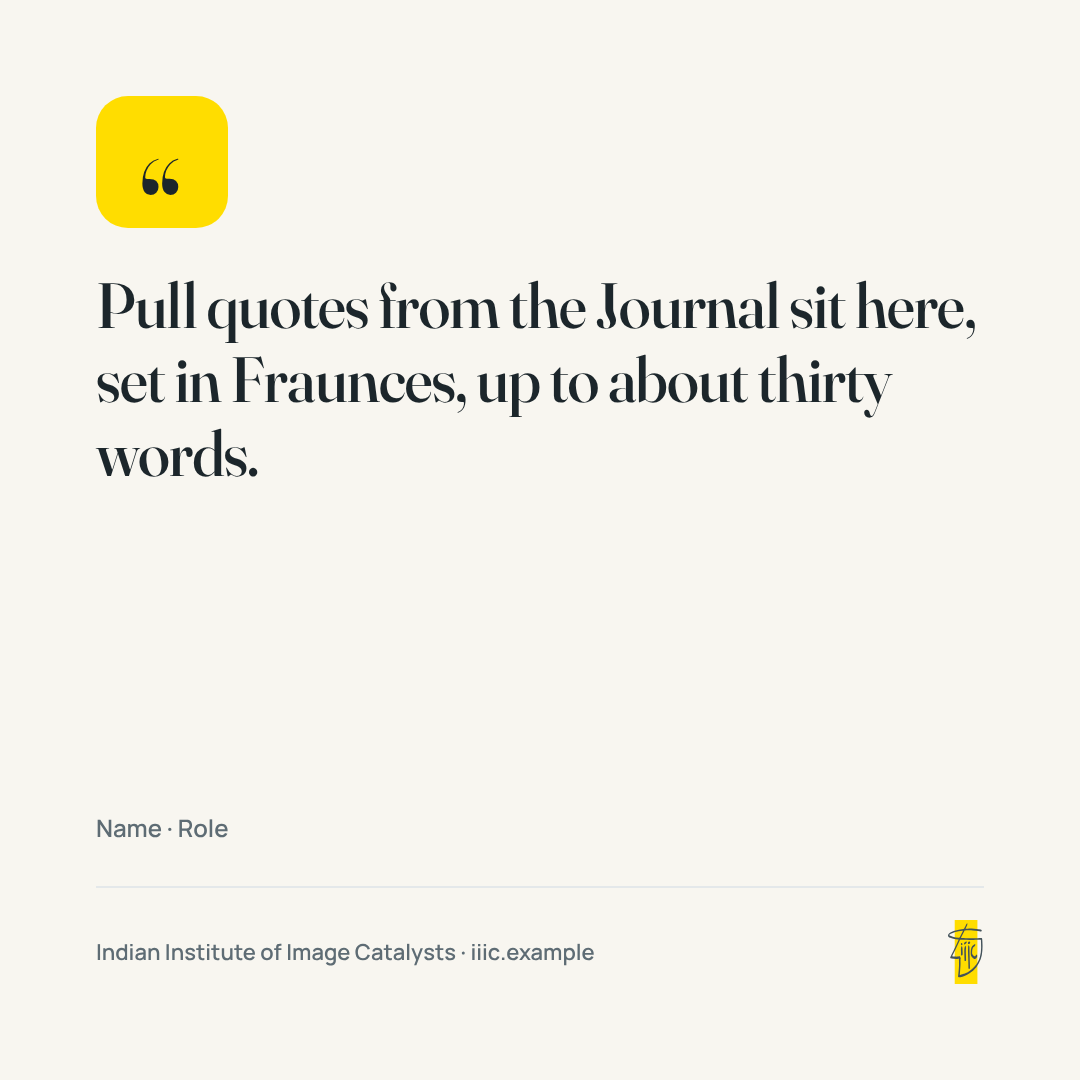 “
Pull quotes from the Journal sit here,
set in Fraunces, up to about thirty
words.
Name · Role
Indian Institute of Image Catalysts · iiic.example
iiic